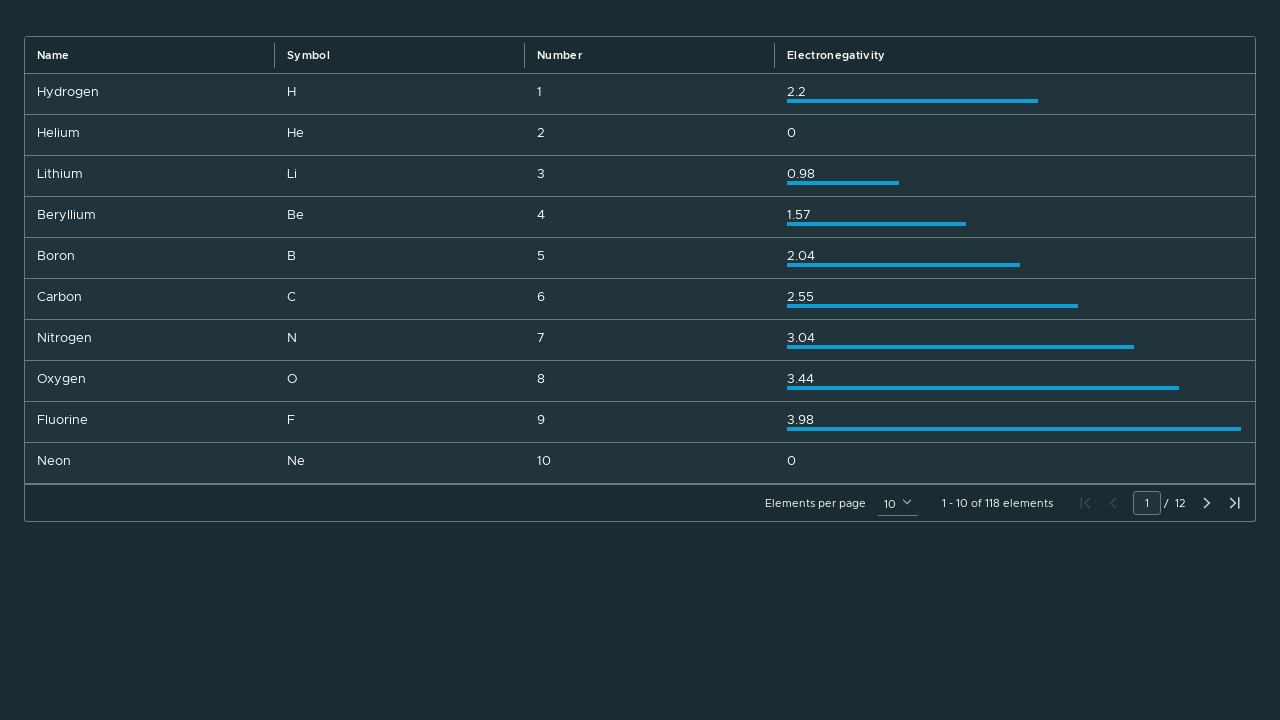 Name Symbol Number Electronegativity
Hydrogen H 1 2.2
Helium He 2 0
Lithium Li 3 0.98
Beryllium Be 4 1.57
Boron B 5 2.04
Carbon C 6 2.55
Nitrogen N 7 3.04
Oxygen O 8 3.44
Fluorine F 9 3.98
Neon Ne 10 0
Elements per page 10 1 - 10 of 118 elements 1 / 12